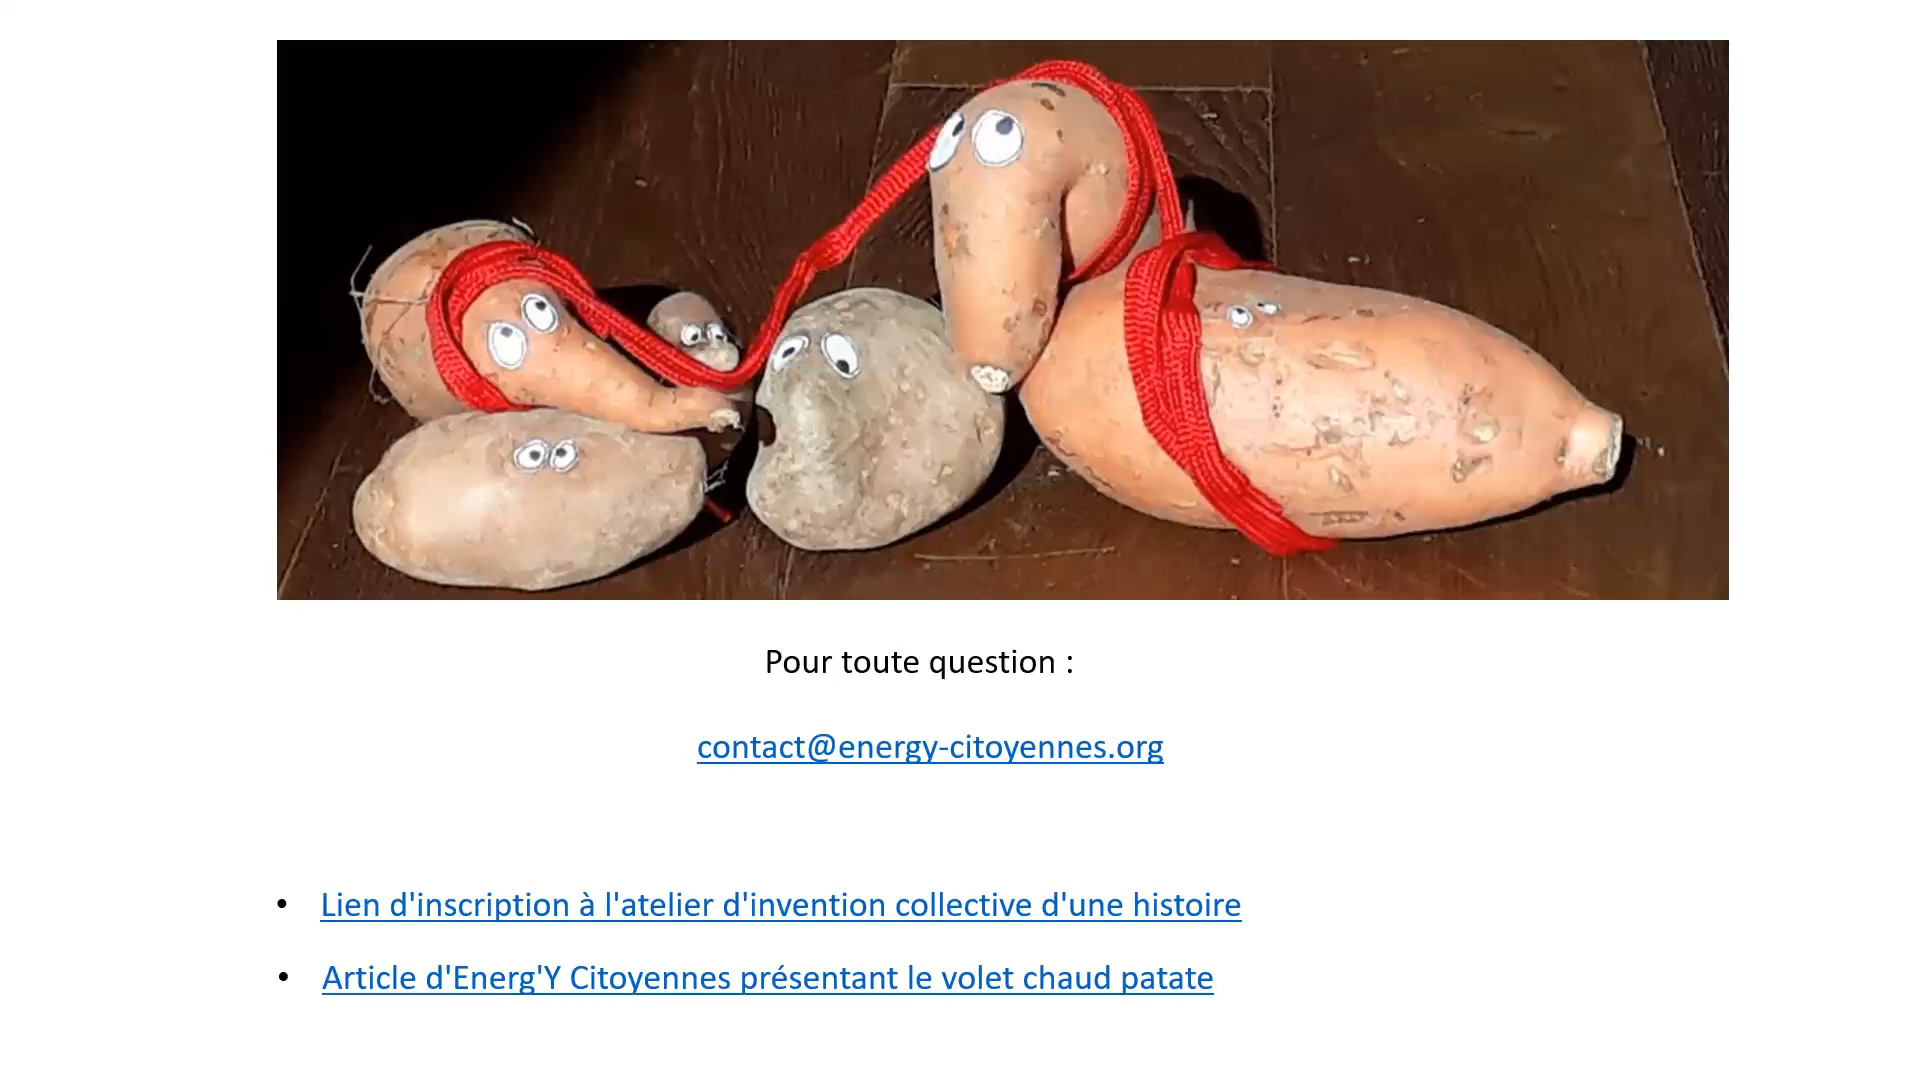 Pour toute question :
contact@energy-citoyennes.org
• Lien d'inscription à l'atelier d'invention collective d'une histoire
• Article d'Energ'Y Citoyennes présentant le volet chaud patate